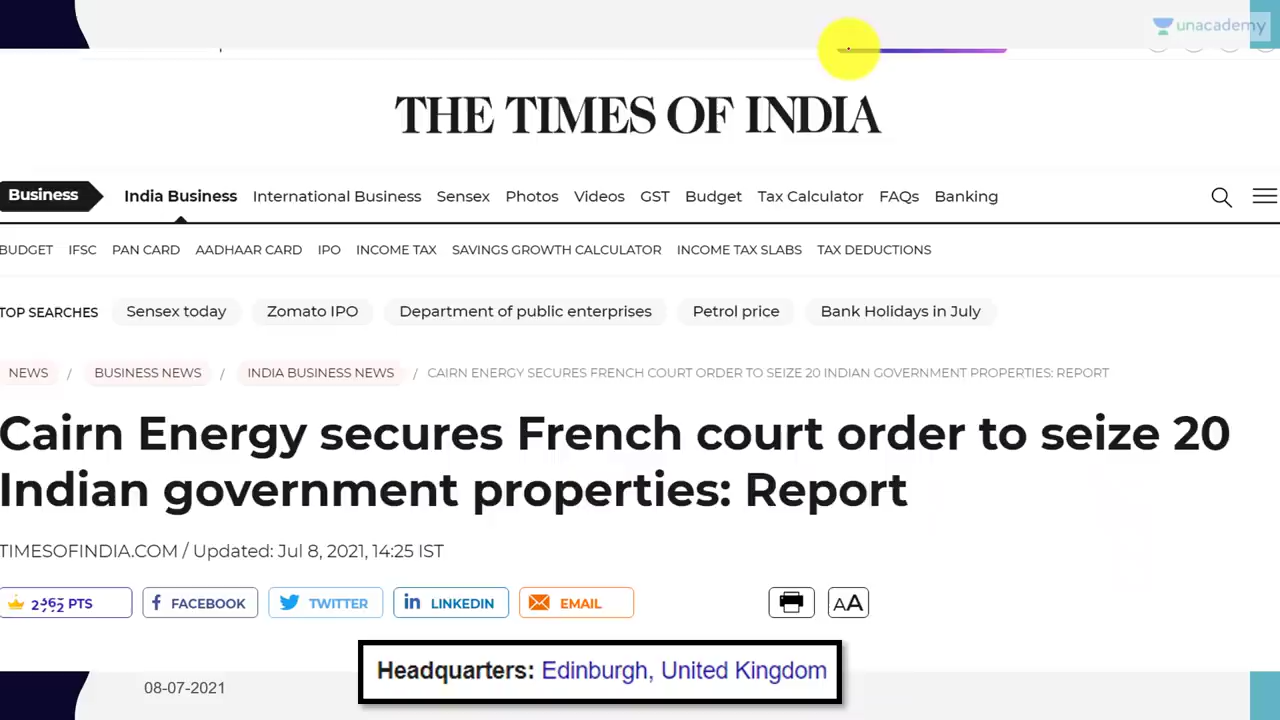 unacademy
THE TIMES OF INDIA
Business India Business International Business Sensex Photos Videos GST Budget Tax Calculator FAQs Banking
BUDGET IFSC PAN CARD AADHAAR CARD IPO INCOME TAX SAVINGS GROWTH CALCULATOR INCOME TAX SLABS TAX DEDUCTIONS
TOP SEARCHES Sensex today Zomato IPO Department of public enterprises Petrol price Bank Holidays in July
NEWS / BUSINESS NEWS / INDIA BUSINESS NEWS / CAIRN ENERGY SECURES FRENCH COURT ORDER TO SEIZE 20 INDIAN GOVERNMENT PROPERTIES: REPORT
Cairn Energy secures French court order to seize 20
Indian government properties: Report
TIMESOFINDIA.COM / Updated: Jul 8, 2021, 14:25 IST
PTS FACEBOOK TWITTER LINKEDIN EMAIL AA
Headquarters: Edinburgh, United Kingdom
08-07-2021